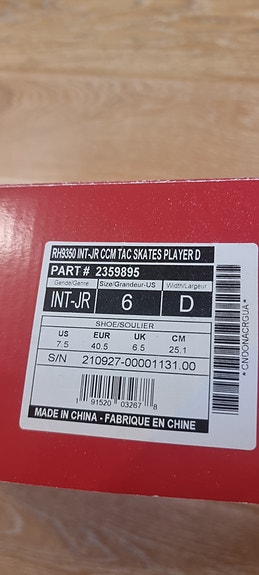 RH9350 INT-JR CCM TAC SKATES PLAYER D
PART # 2359895
Gende/Genre Size/Grandeur-US Width/Largeur
INT-JR 6 D
SHOE/SOULIER
US EUR UK CM
7.5 40.5 6.5 25.1
S/N 210927-00001131.00
1 91520 03267 8
MADE IN CHINA - FABRIQUE EN CHINE
*CNDONACRGUA*